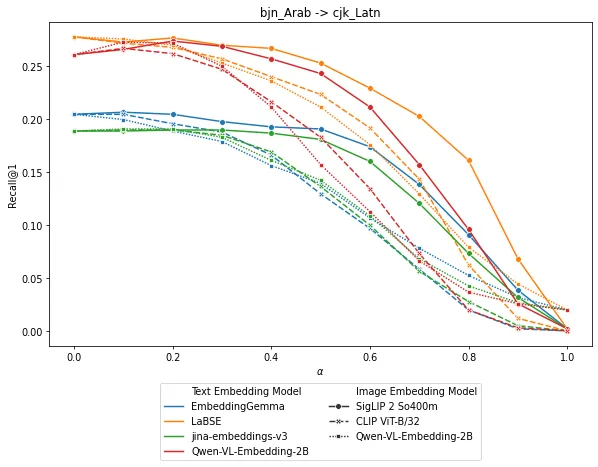 bjn_Arab -> cjk_Latn
Recall@1
0.25
0.20
0.15
0.10
0.05
0.00
0.0 0.2 0.4 0.6 0.8 1.0
α
Text Embedding Model
EmbeddingGemma
LaBSE
jina-embeddings-v3
Qwen-VL-Embedding-2B
Image Embedding Model
SigLIP 2 So400m
CLIP ViT-B/32
Qwen-VL-Embedding-2B